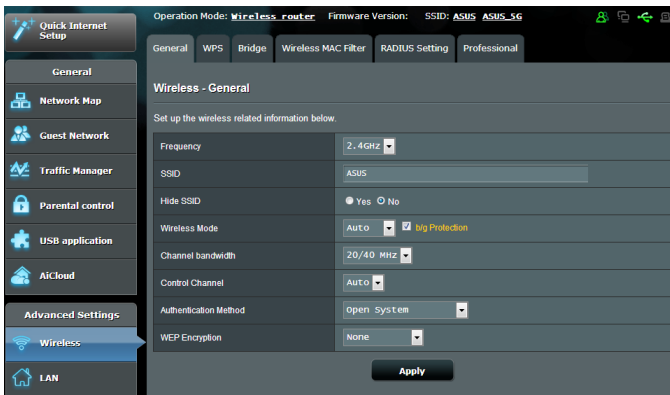 Quick Internet
Setup
Operation Mode: Wireless router Firmware Version: SSID: ASUS ASUS_5G
General WPS Bridge Wireless MAC Filter RADIUS Setting Professional
General
Network Map
Guest Network
Traffic Manager
Parental control
USB application
AiCloud
Advanced Settings
Wireless
LAN
Wireless - General
Set up the wireless related information below.
Frequency 2.4GHz
SSID ASUS
Hide SSID Yes No
Wireless Mode Auto b/g Protection
Channel bandwidth 20/40 MHz
Control Channel Auto
Authentication Method Open System
WEP Encryption None
Apply